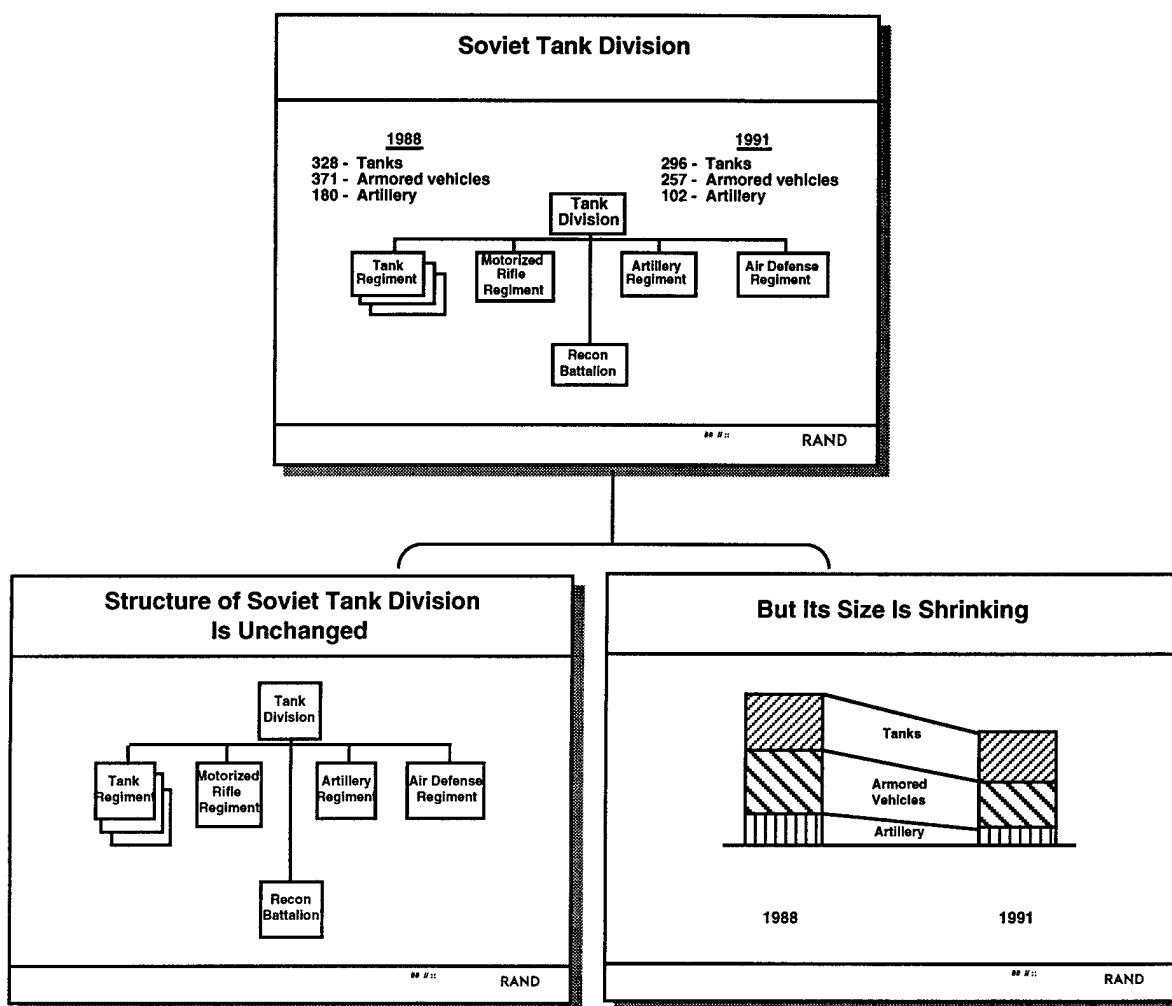 Soviet Tank Division
1988
328 - Tanks
371 - Armored vehicles
180 - Artillery
1991
296 - Tanks
257 - Armored vehicles
102 - Artillery
Tank
Division
Tank
Regiment
Motorized
Rifle
Regiment
Artillery
Regiment
Air Defense
Regiment
Recon
Battalion
RAND
Structure of Soviet Tank Division
Is Unchanged
Tank
Division
Tank
Regiment
Motorized
Rifle
Regiment
Artillery
Regiment
Air Defense
Regiment
Recon
Battalion
RAND
But Its Size Is Shrinking
Tanks
Armored
Vehicles
Artillery
1988
1991
RAND